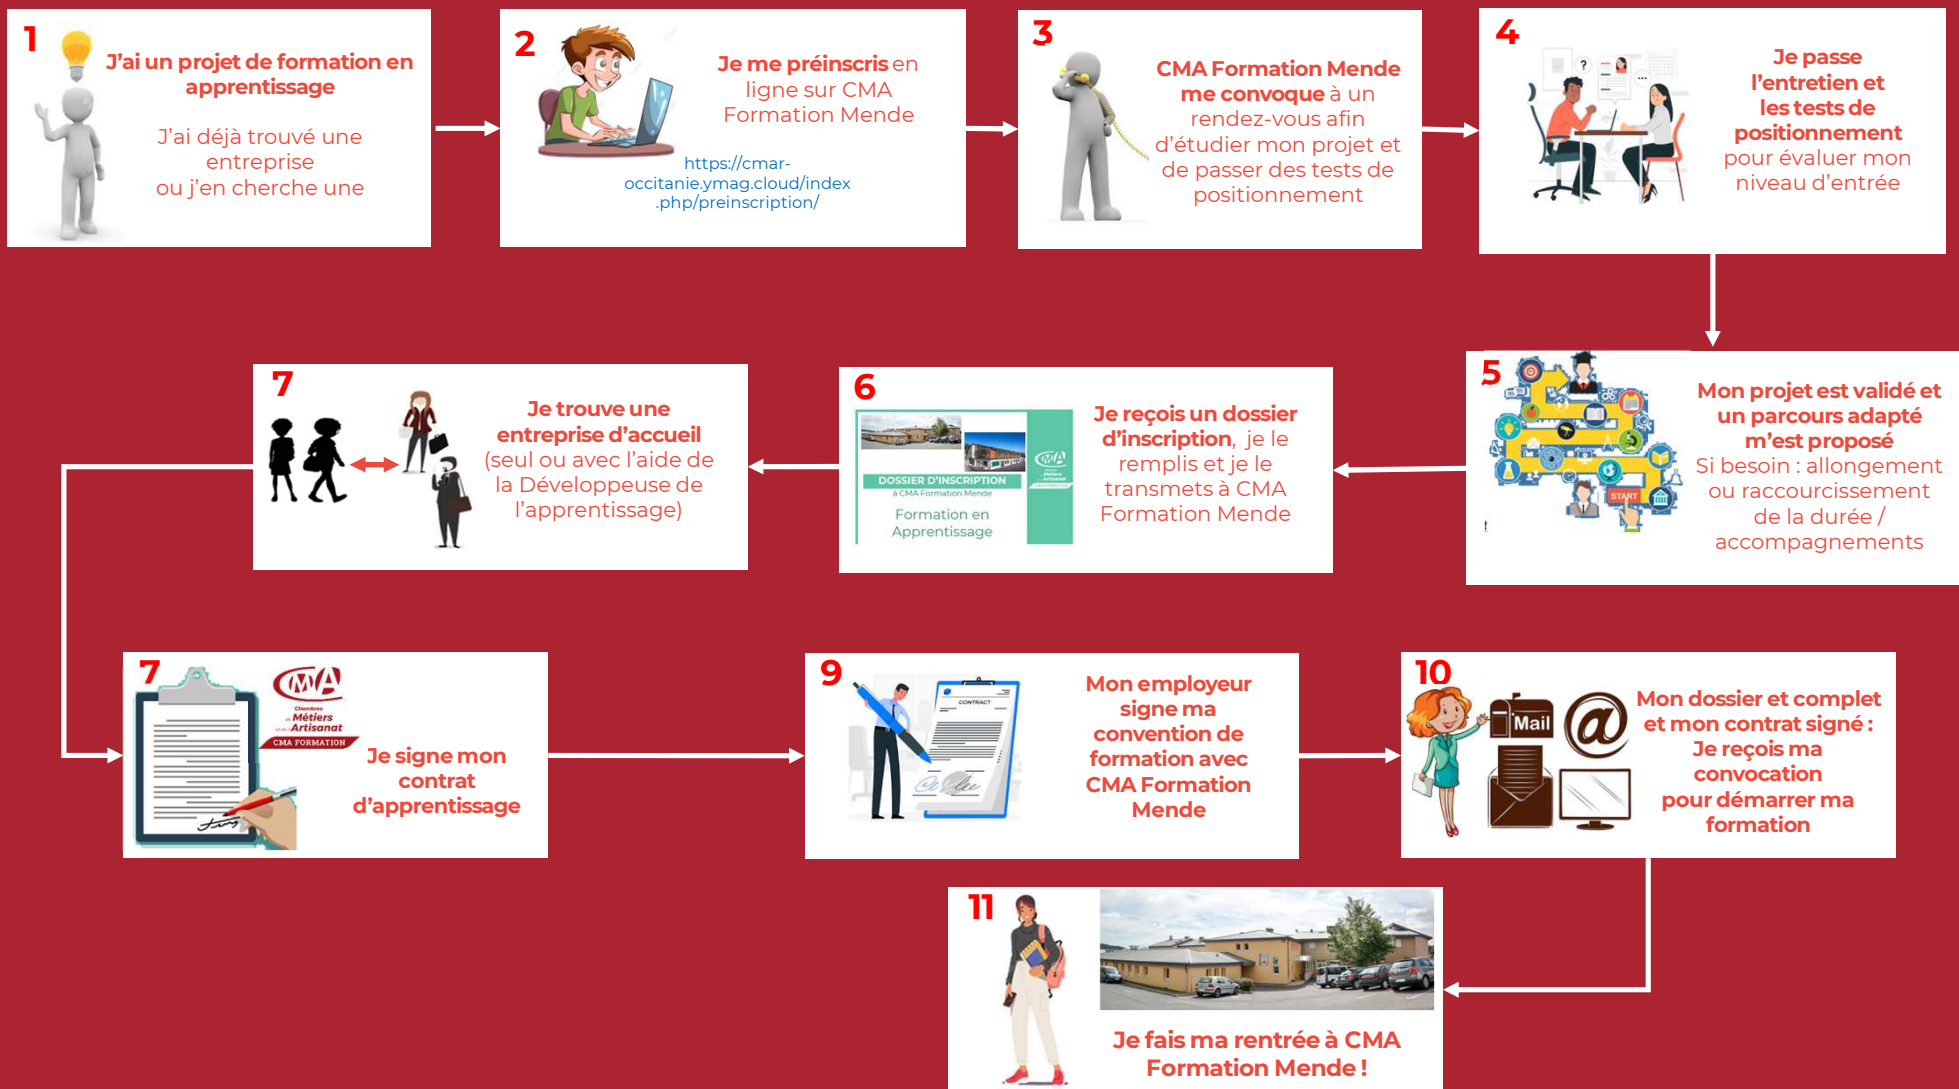 1
J'ai un projet de formation en
apprentissage
J'ai déjà trouvé une
entreprise
ou j'en cherche une
2
Je me préinscris en
ligne sur CMA
Formation Mende
https://cmar-
occitanie.ymag.cloud/index
.php/preinscription/
3
CMA Formation Mende
me convoque à un
rendez-vous afin
d'étudier mon projet et
de passer des tests de
positionnement
4
Je passe
l'entretien et
les tests de
positionnement
pour évaluer mon
niveau d'entrée
5
START
Mon projet est validé et
un parcours adapté
m'est proposé
Si besoin : allongement
ou raccourcissement
de la durée /
accompagnements
6
DOSSIER D'INSCRIPTION
à CMA Formation Mende
Formation en
Apprentissage
Je reçois un dossier
d'inscription, je le
remplis et je le
transmets à CMA
Formation Mende
7
Je trouve une
entreprise d'accueil
(seul ou avec l'aide de
la Développeuse de
l'apprentissage)
7
CMA
Chambres
de Métiers
et de l'Artisanat
CMA FORMATION
Je signe mon
contrat
d'apprentissage
9
CONTRACT
Mon employeur
signe ma
convention de
formation avec
CMA Formation
Mende
10
Mail
@
Mon dossier et complet
et mon contrat signé :
Je reçois ma
convocation
pour démarrer ma
formation
11
Je fais ma rentrée à CMA
Formation Mende !